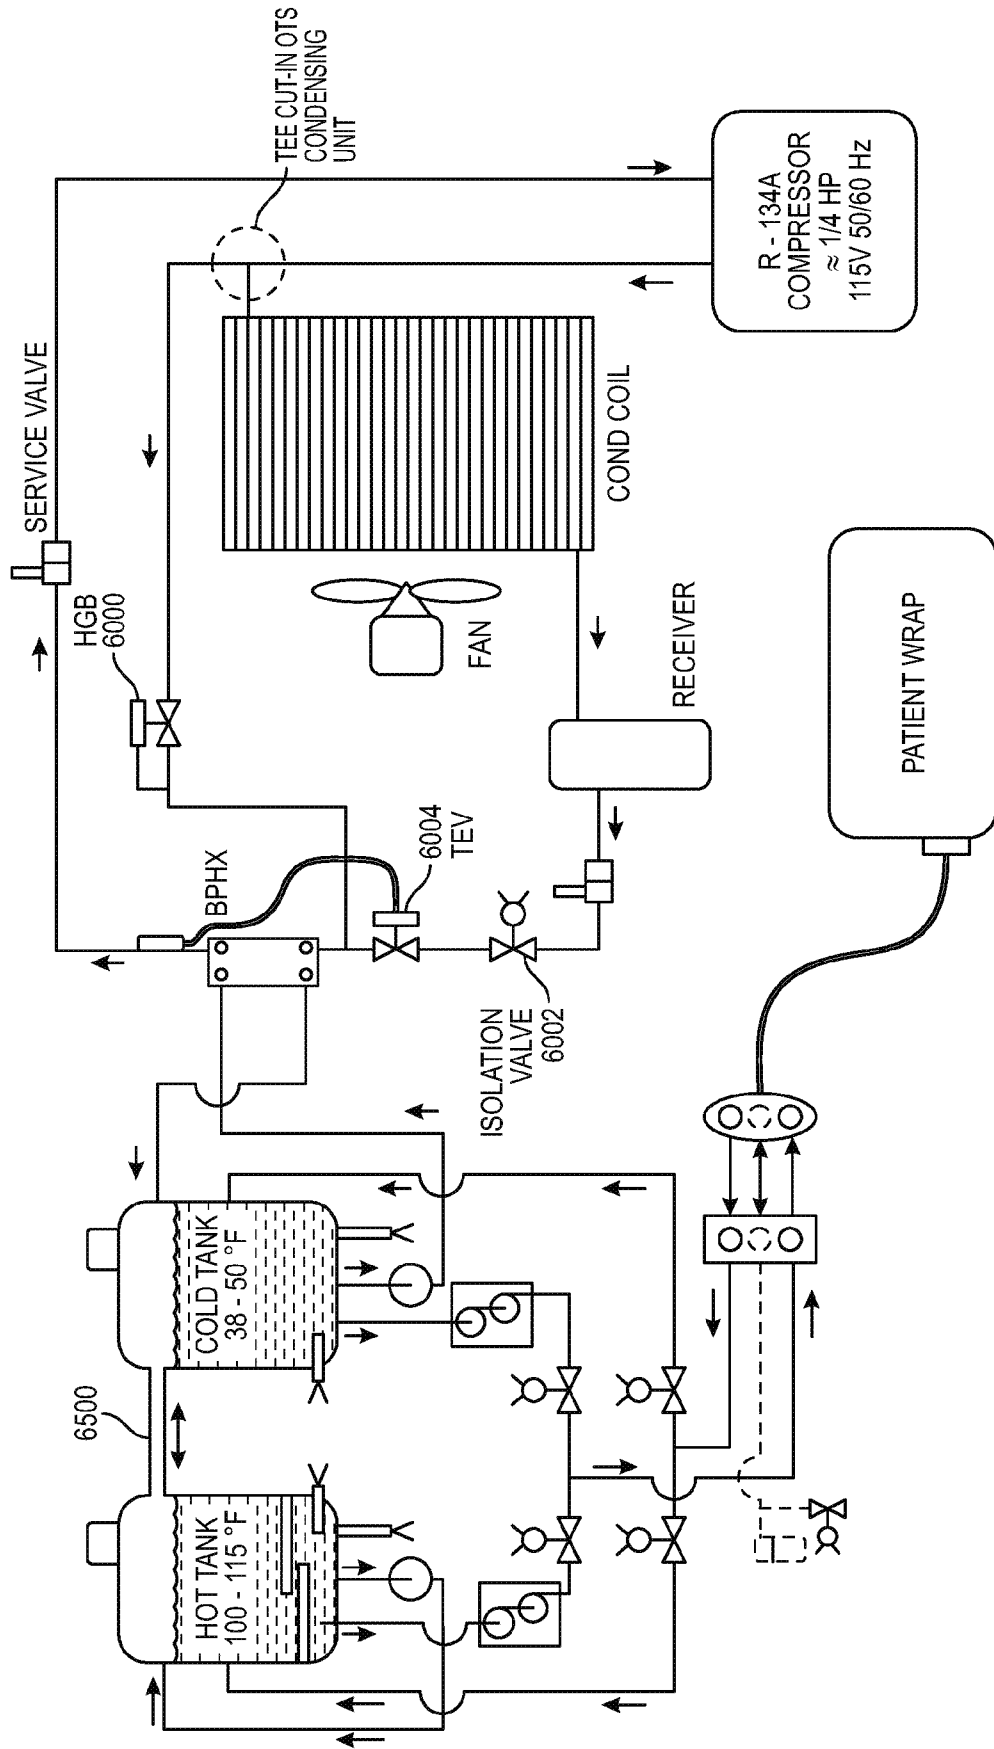 TEE CUT-IN OTS
CONDENSING
UNIT
SERVICE VALVE
HGB
6000
R - 134A
COMPRESSOR
≈ 1/4 HP
115V 50/60 Hz
COND COIL
FAN
RECEIVER
BPHX
6004
TEV
ISOLATION
VALVE
6002
6500
COLD TANK
38 - 50 °F
HOT TANK
100 - 115°F
PATIENT WRAP